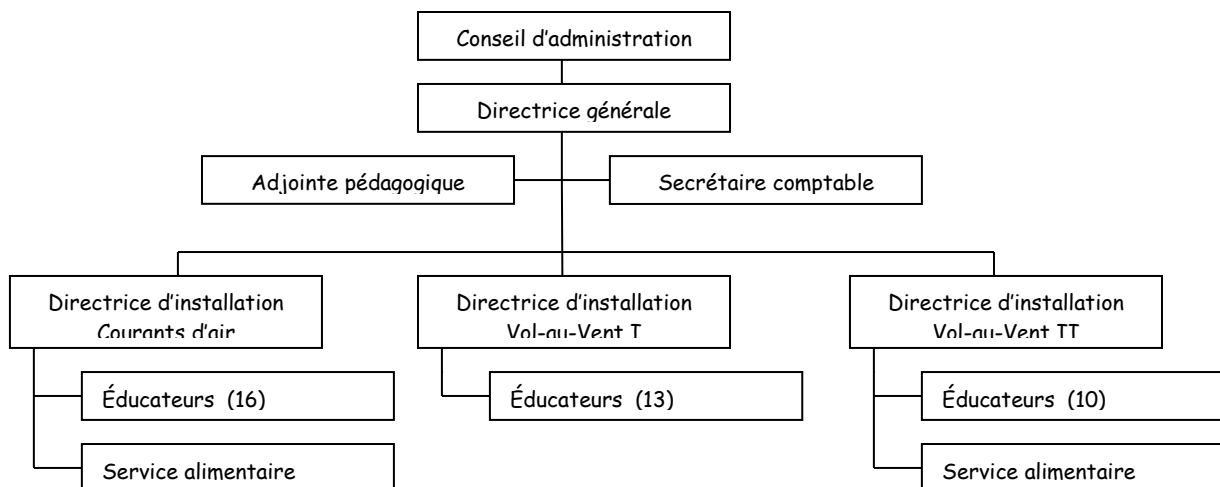 Conseil d'administration
Directrice générale
Adjointe pédagogique
Secrétaire comptable
Directrice d'installation
Courants d'air
Directrice d'installation
Vol-au-Vent I
Directrice d'installation
Vol-au-Vent II
Éducateurs (16)
Éducateurs (13)
Éducateurs (10)
Service alimentaire
Service alimentaire